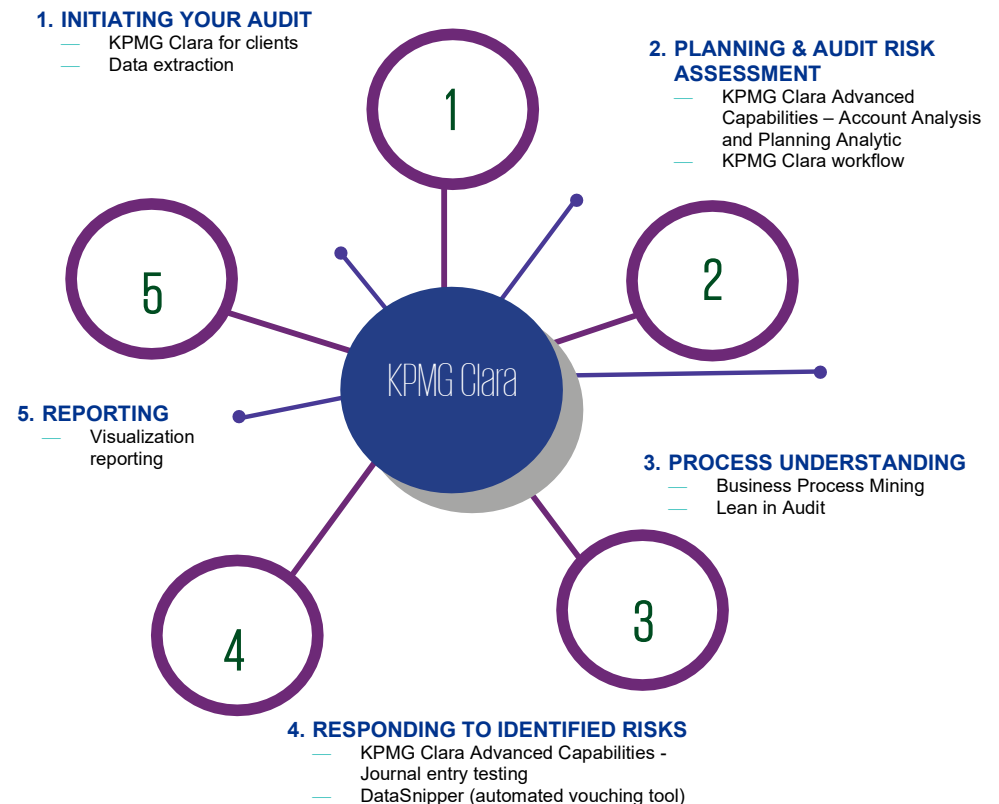 1. INITIATING YOUR AUDIT
— KPMG Clara for clients
— Data extraction
1
2. PLANNING & AUDIT RISK
ASSESSMENT
— KPMG Clara Advanced
Capabilities – Account Analysis
and Planning Analytic
— KPMG Clara workflow
5
2
KPMG Clara
5. REPORTING
— Visualization
reporting
3. PROCESS UNDERSTANDING
— Business Process Mining
— Lean in Audit
4
3
4. RESPONDING TO IDENTIFIED RISKS
— KPMG Clara Advanced Capabilities -
Journal entry testing
— DataSnipper (automated vouching tool)